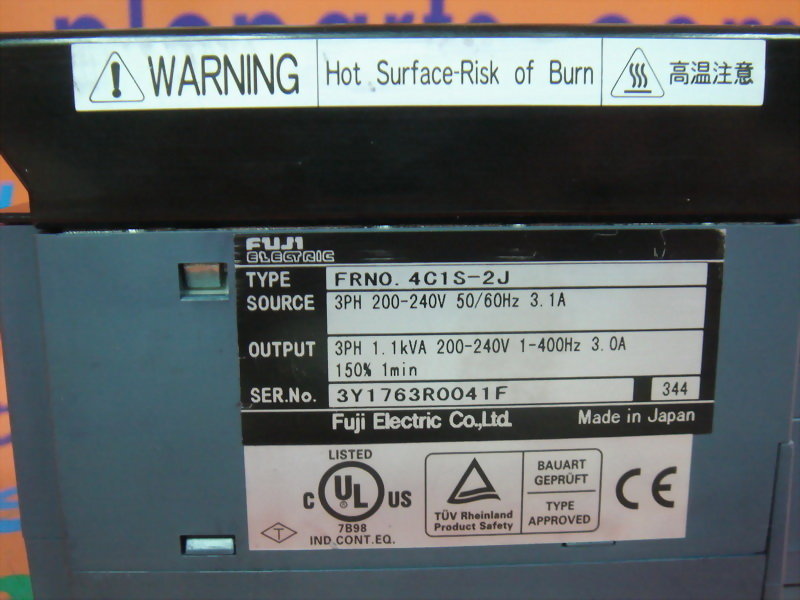 WARNING Hot Surface-Risk of Burn 高温注意
FUJI
ELECTRIC
TYPE FRN0.4C1S-2J
SOURCE 3PH 200-240V 50/60Hz 3.1A
OUTPUT 3PH 1.1kVA 200-240V 1-400Hz 3.0A
150% 1min
SER.No. 3Y1763R0041F 344
Fuji Electric Co.,Ltd. Made in Japan
LISTED
C UL US
7B98
IND.CONT.EQ.
T
TÜV Rheinland
Product Safety
BAUART
GEPRÜFT
TYPE
APPROVED
CE